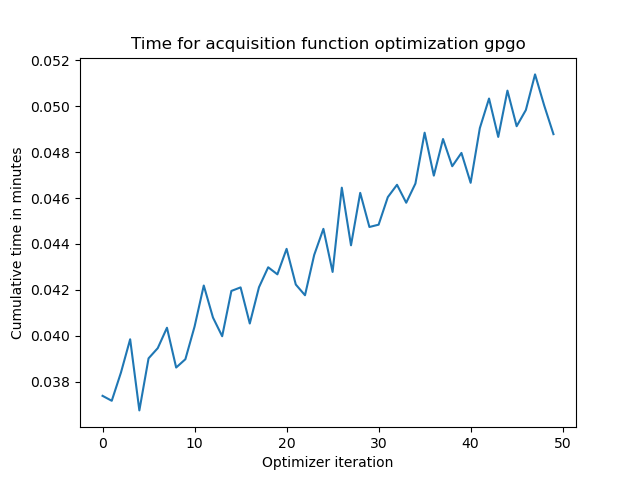 Time for acquisition function optimization gpgo
0.052
0.050
0.048
0.046
0.044
0.042
0.040
0.038
Cumulative time in minutes
0 10 20 30 40 50
Optimizer iteration